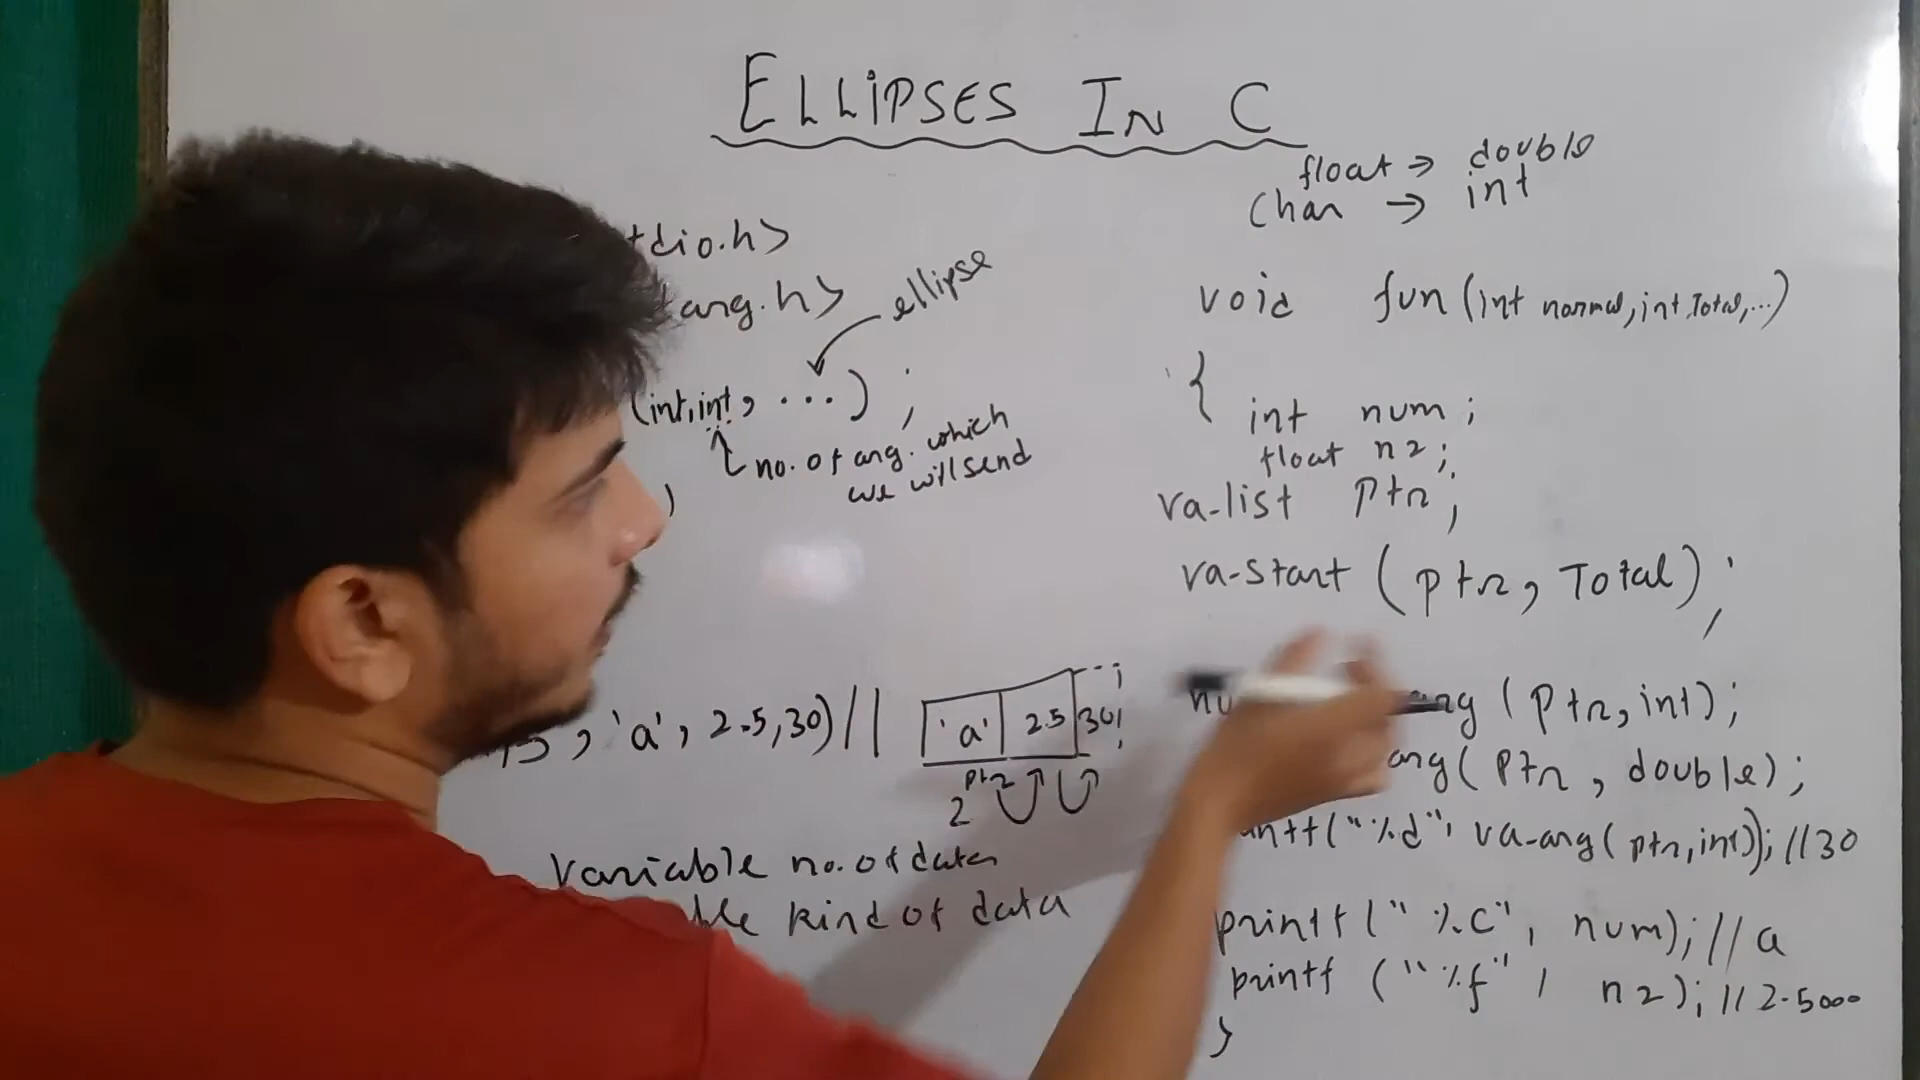 ELLIPSES IN C
float → double
char → int
tdio.h>
arg.h>
ellipse
(int,int, ...);
no. of arg. which
we will send
)
, 'a', 2.5,30)//
'a' 2.5 30
ptr
2
variable no. of data
kind of data
void fun(int normal,int Total,...)
{
int num;
float n2;
va-list ptr;
va-start (ptr, Total);
arg (ptr,int);
arg(ptr, double);
ntf("%d", va-arg(ptr,int)); //30
printf(" %c", num); // a
printf ("%f", n2); // 2.5000
}